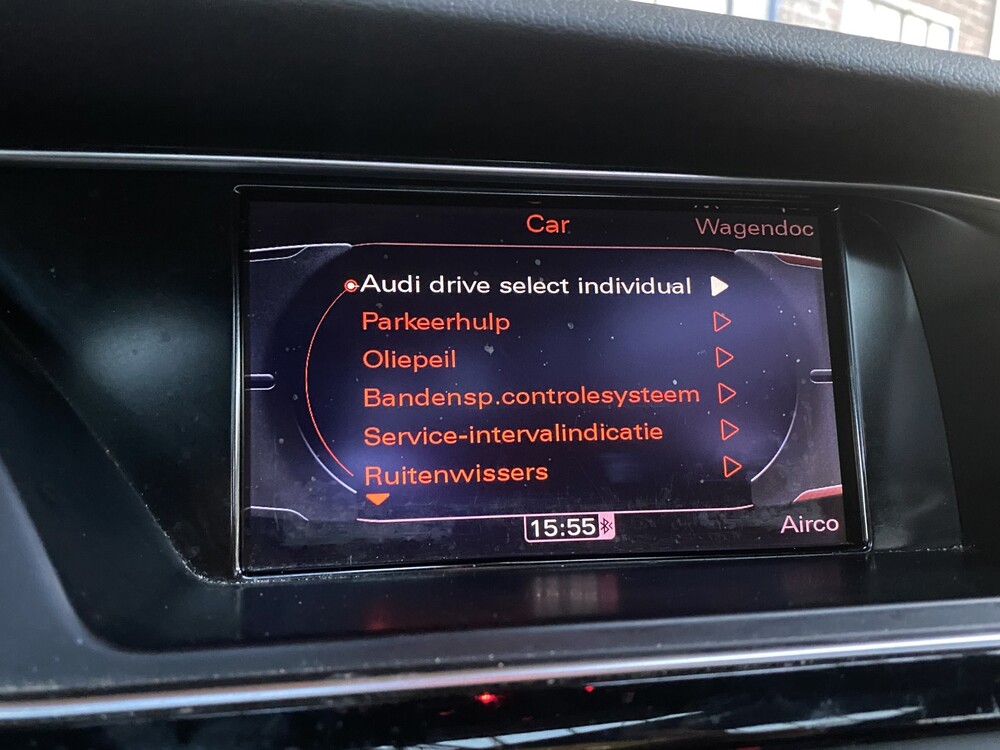 Car
Wagendoc
Audi drive select individual
Parkeerhulp
Oliepeil
Bandensp.controlesysteem
Service-intervalindicatie
Ruitenwissers
15:55
Airco